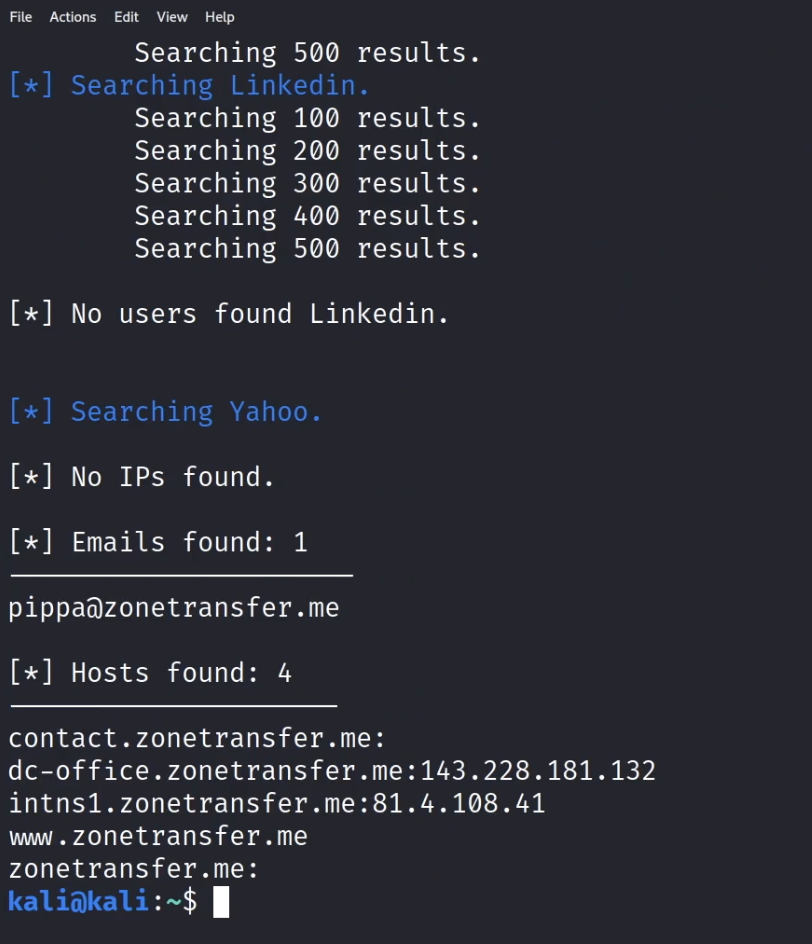 File Actions Edit View Help
Searching 500 results.
[*] Searching Linkedin.
Searching 100 results.
Searching 200 results.
Searching 300 results.
Searching 400 results.
Searching 500 results.
[*] No users found Linkedin.
[*] Searching Yahoo.
[*] No IPs found.
[*] Emails found: 1
pippa@zonetransfer.me
[*] Hosts found: 4
contact.zonetransfer.me:
dc-office.zonetransfer.me:143.228.181.132
intns1.zonetransfer.me:81.4.108.41
www.zonetransfer.me
zonetransfer.me:
kali@kali:~$